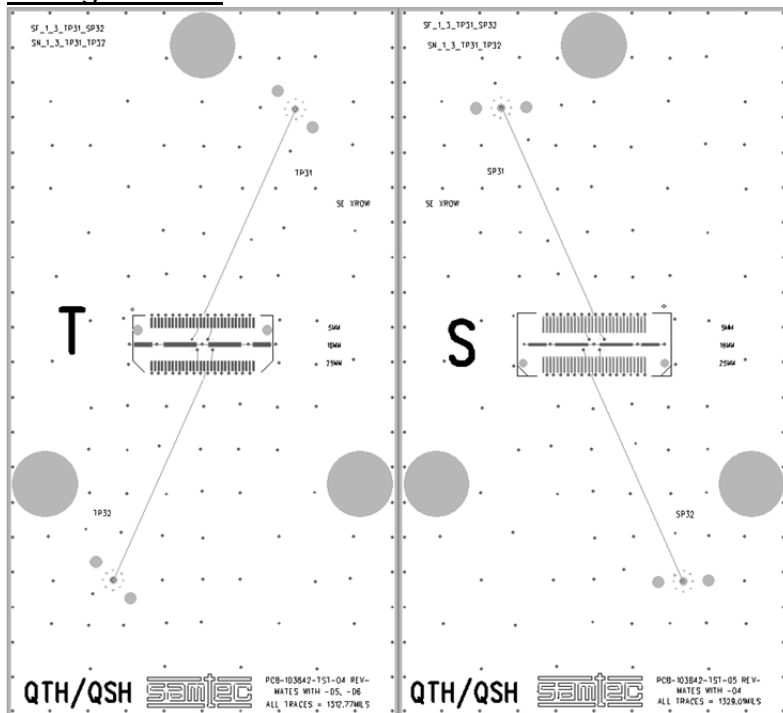 SF_1_3_TP31_SP32
SN_1_3_TP31_TP32
TP31
SE XROW
T
5MM
16MM
25MM
TP32
QTH/QSH
samtec
PCB-103842-TST-04 REV-
MATES WITH -05, -06
ALL TRACES = 1312.77MILS
SF_1_3_TP31_SP32
SN_1_3_TP31_TP32
SP31
SE XROW
S
5MM
16MM
25MM
SP32
QTH/QSH
samtec
PCB-103842-TST-05 REV-
MATES WITH -04
ALL TRACES = 1329.09MILS